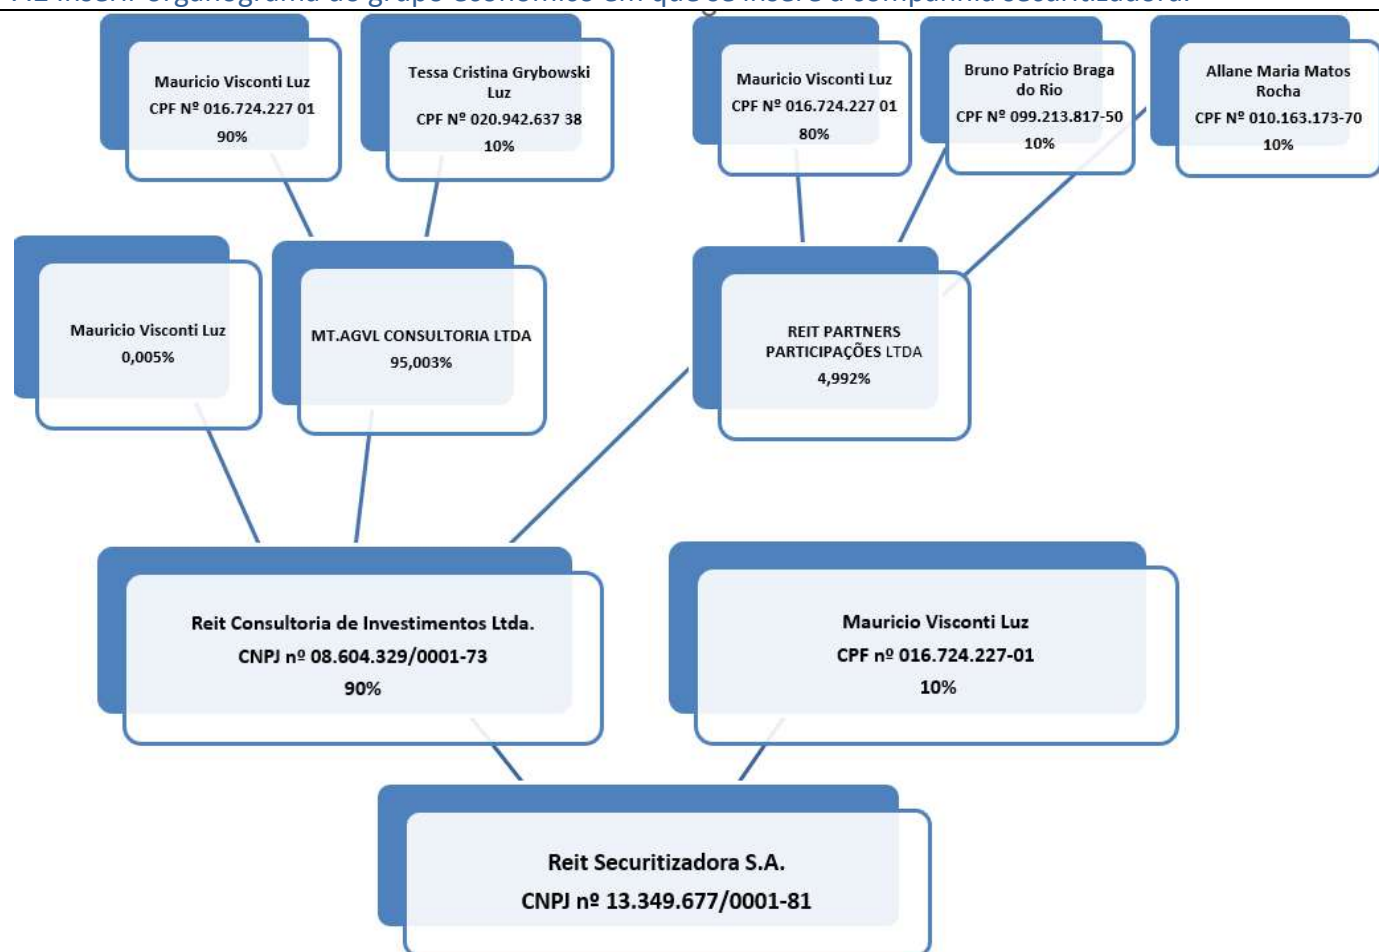 Mauricio Visconti Luz
CPF Nº 016.724.227 01
90%
Tessa Cristina Grybowski
Luz
CPF Nº 020.942.637 38
10%
Mauricio Visconti Luz
CPF Nº 016.724.227 01
80%
Bruno Patrício Braga
do Rio
CPF Nº 099.213.817-50
10%
Allane Maria Matos
Rocha
CPF Nº 010.163.173-70
10%
Mauricio Visconti Luz
0,005%
MT.AGVL CONSULTORIA LTDA
95,003%
REIT PARTNERS
PARTICIPAÇÕES LTDA
4,992%
Reit Consultoria de Investimentos Ltda.
CNPJ nº 08.604.329/0001-73
90%
Mauricio Visconti Luz
CPF nº 016.724.227-01
10%
Reit Securitizadora S.A.
CNPJ nº 13.349.677/0001-81